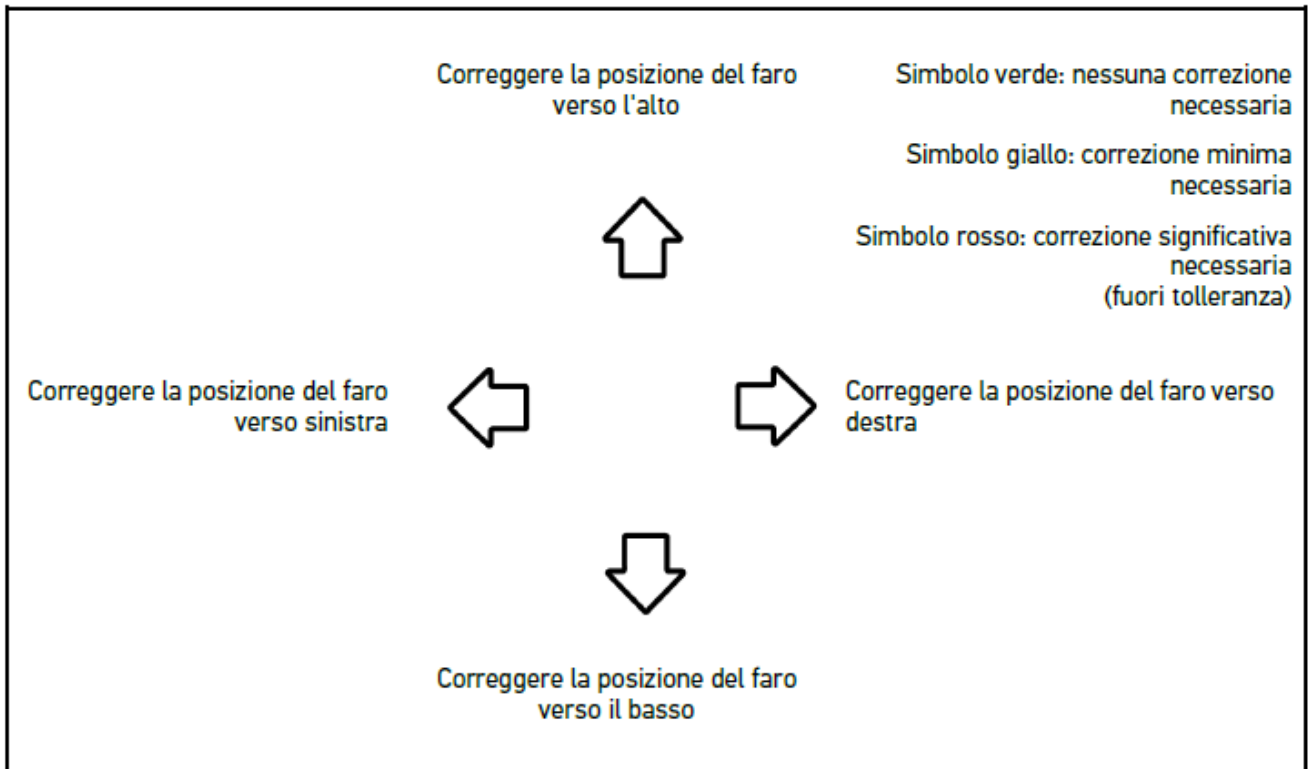 Correggere la posizione del faro
verso l'alto
Simbolo verde: nessuna correzione
necessaria
Simbolo giallo: correzione minima
necessaria
Simbolo rosso: correzione significativa
necessaria
(fuori tolleranza)
Correggere la posizione del faro
verso sinistra
Correggere la posizione del faro verso
destra
Correggere la posizione del faro
verso il basso